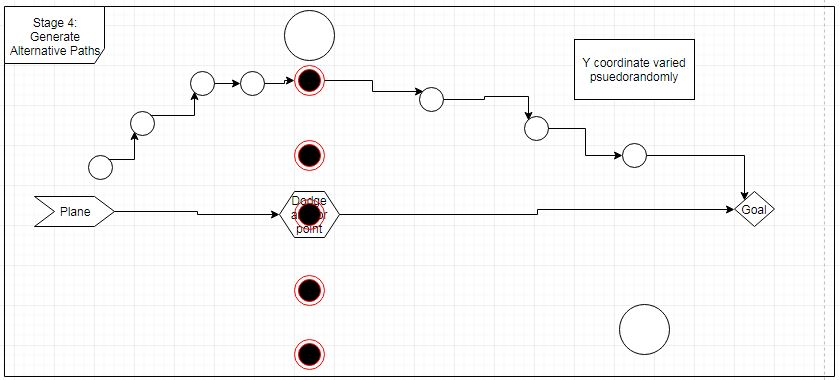 Stage 4:
Generate
Alternative Paths
Y coordinate varied
psuedorandomly
Plane
Dodge
point
Goal